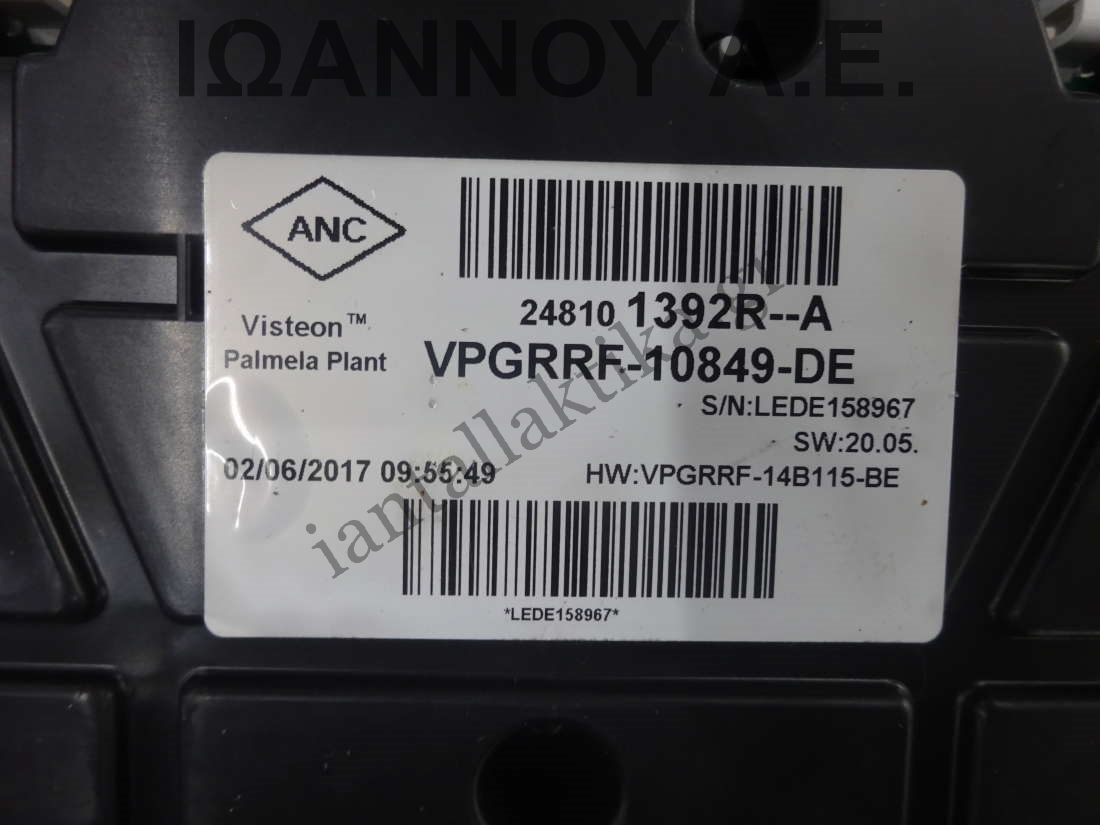 ΙΩΑΝΝΟΥ Α.Ε.
ANC
24810 1392R--A
Visteon™
Palmela Plant
VPGRRF-10849-DE
S/N:LEDE158967
SW:20.05.
02/06/2017 09:55:49
HW:VPGRRF-14B115-BE
*LEDE158967*
iantallaktika.gr